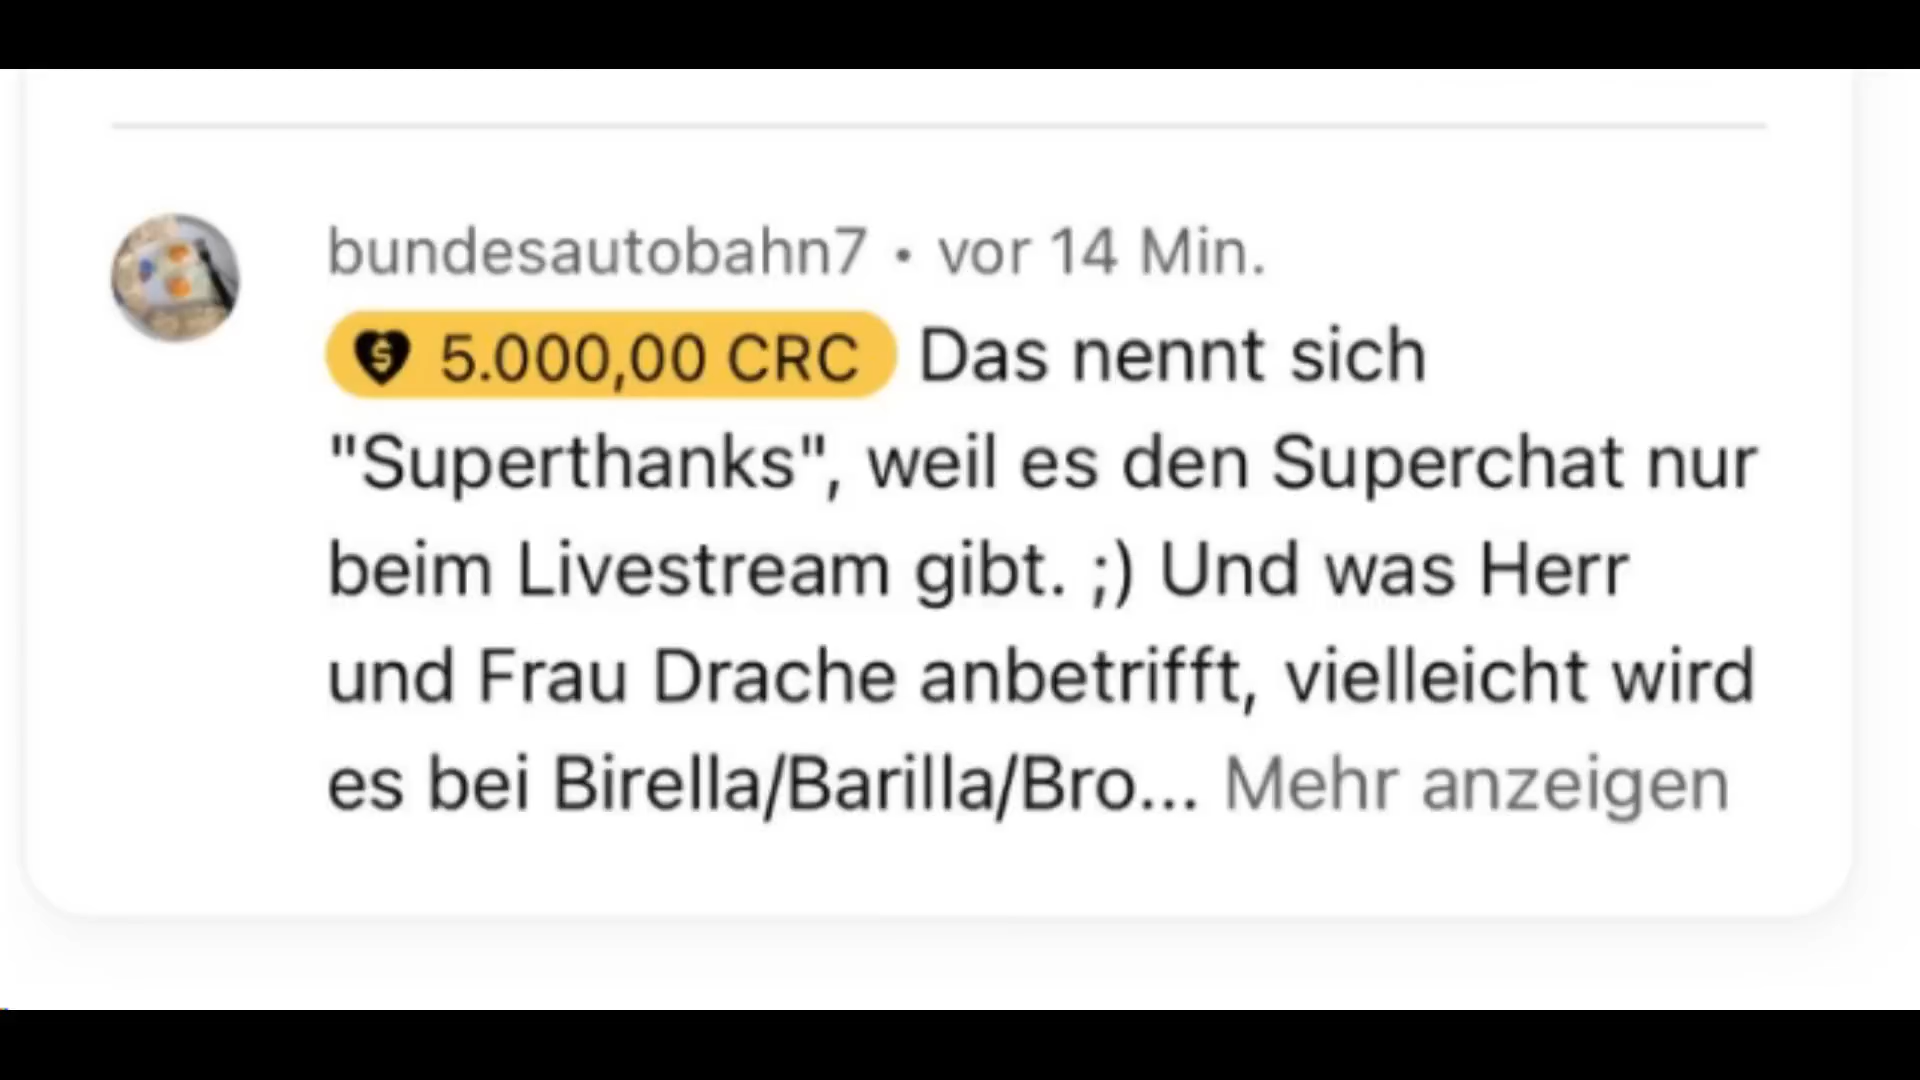 bundesautobahn7 • vor 14 Min.
5.000,00 CRC Das nennt sich
"Superthanks", weil es den Superchat nur
beim Livestream gibt. ;) Und was Herr
und Frau Drache anbetrifft, vielleicht wird
es bei Birella/Barilla/Bro... Mehr anzeigen